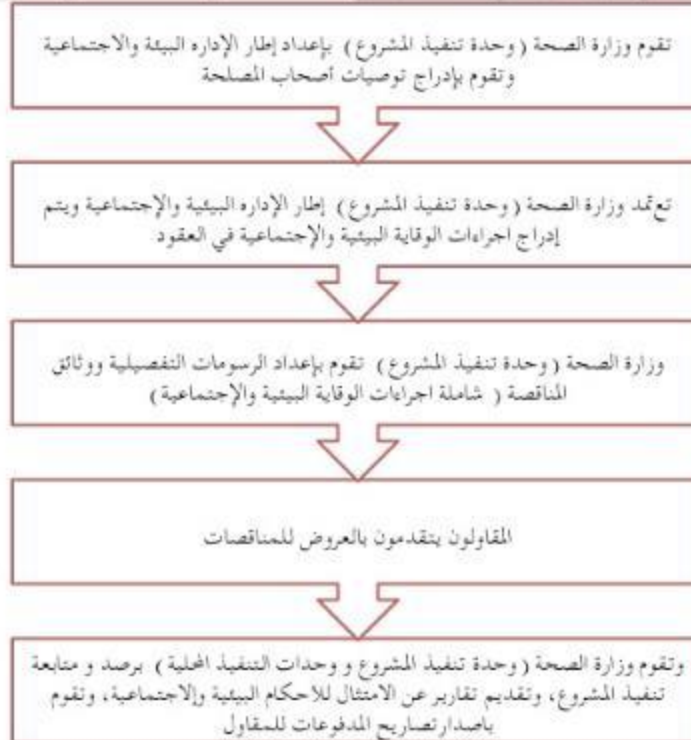 تقوم وزارة الصحة ( وحدة تنفيذ المشروع ) بإعداد إطار الإداره البيئة والاجتماعية
وتقوم بإدراج توصيات أصحاب المصلحة
تعتمد وزارة الصحة ( وحدة تنفيذ المشروع ) إطار الإداره البيئية والإجتماعية ويتم
إدراج اجراءات الوقاية البيئية والإجتماعية في العقود
وزارة الصحة ( وحدة تنفيذ المشروع ) تقوم بإعداد الرسومات التفصيلية ووثائق
المناقصة ( شاملة اجراءات الوقاية البيئية والإجتماعية )
المقاولون يتقدمون بالعروض للمناقصات
وتقوم وزارة الصحة ( وحدة تنفيذ المشروع و وحدات التنفيذ المحلية ) برصد و متابعة
تنفيذ المشروع، وتقديم تقارير عن الامتثال للأحكام البيئية والاجتماعية، وتقوم
باصدار تصاريح المدفوعات للمقاول